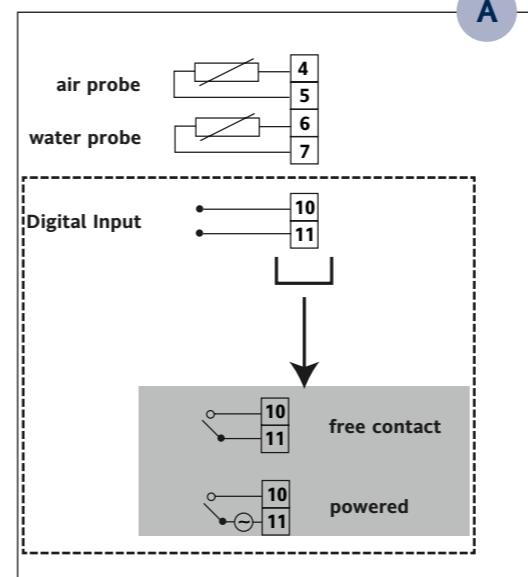 A
air probe
4
5
water probe
6
7
Digital Input
10
11
10
11
free contact
10
11
powered